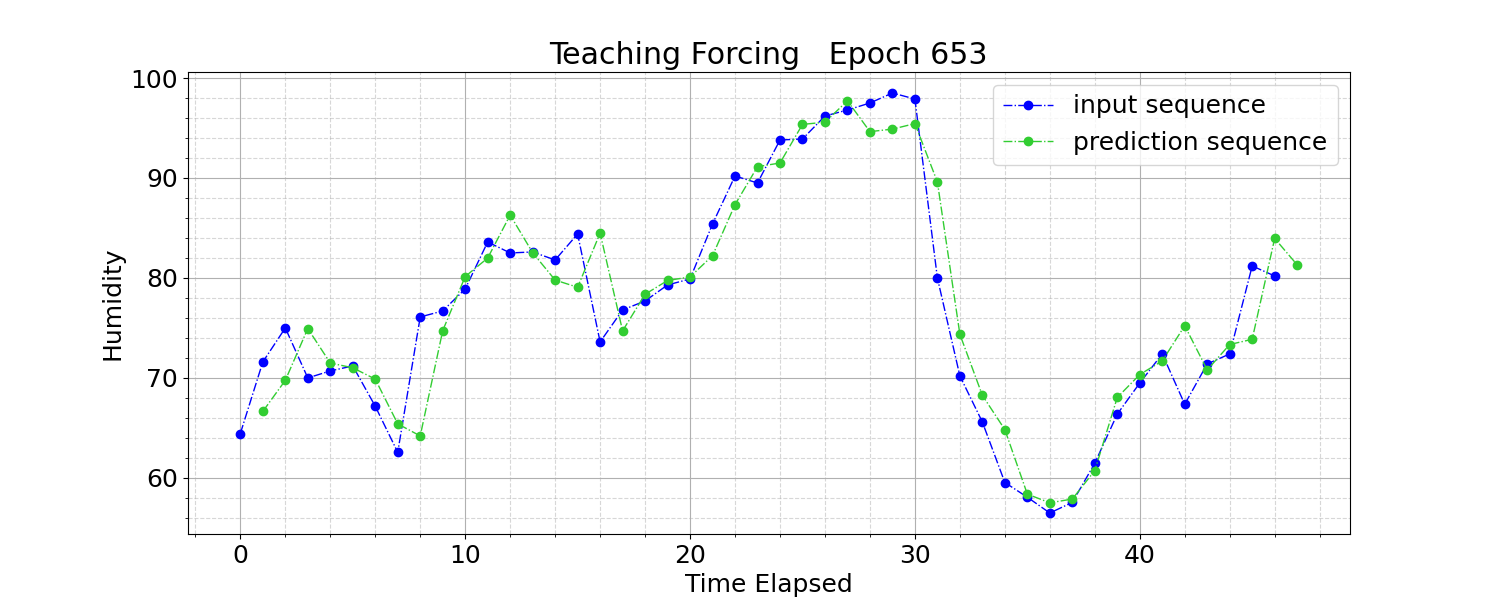 Teaching Forcing   Epoch 653
100
90
80
70
60
Humidity
input sequence
prediction sequence
0 10 20 30 40
Time Elapsed